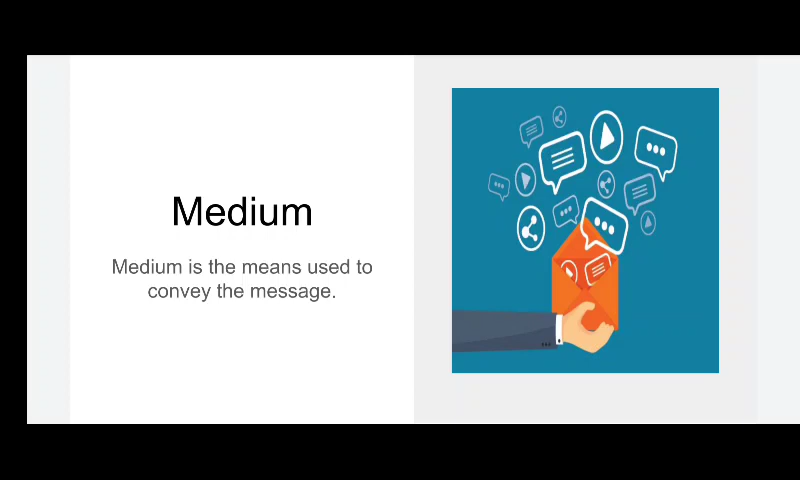 Medium
Medium is the means used to
convey the message.